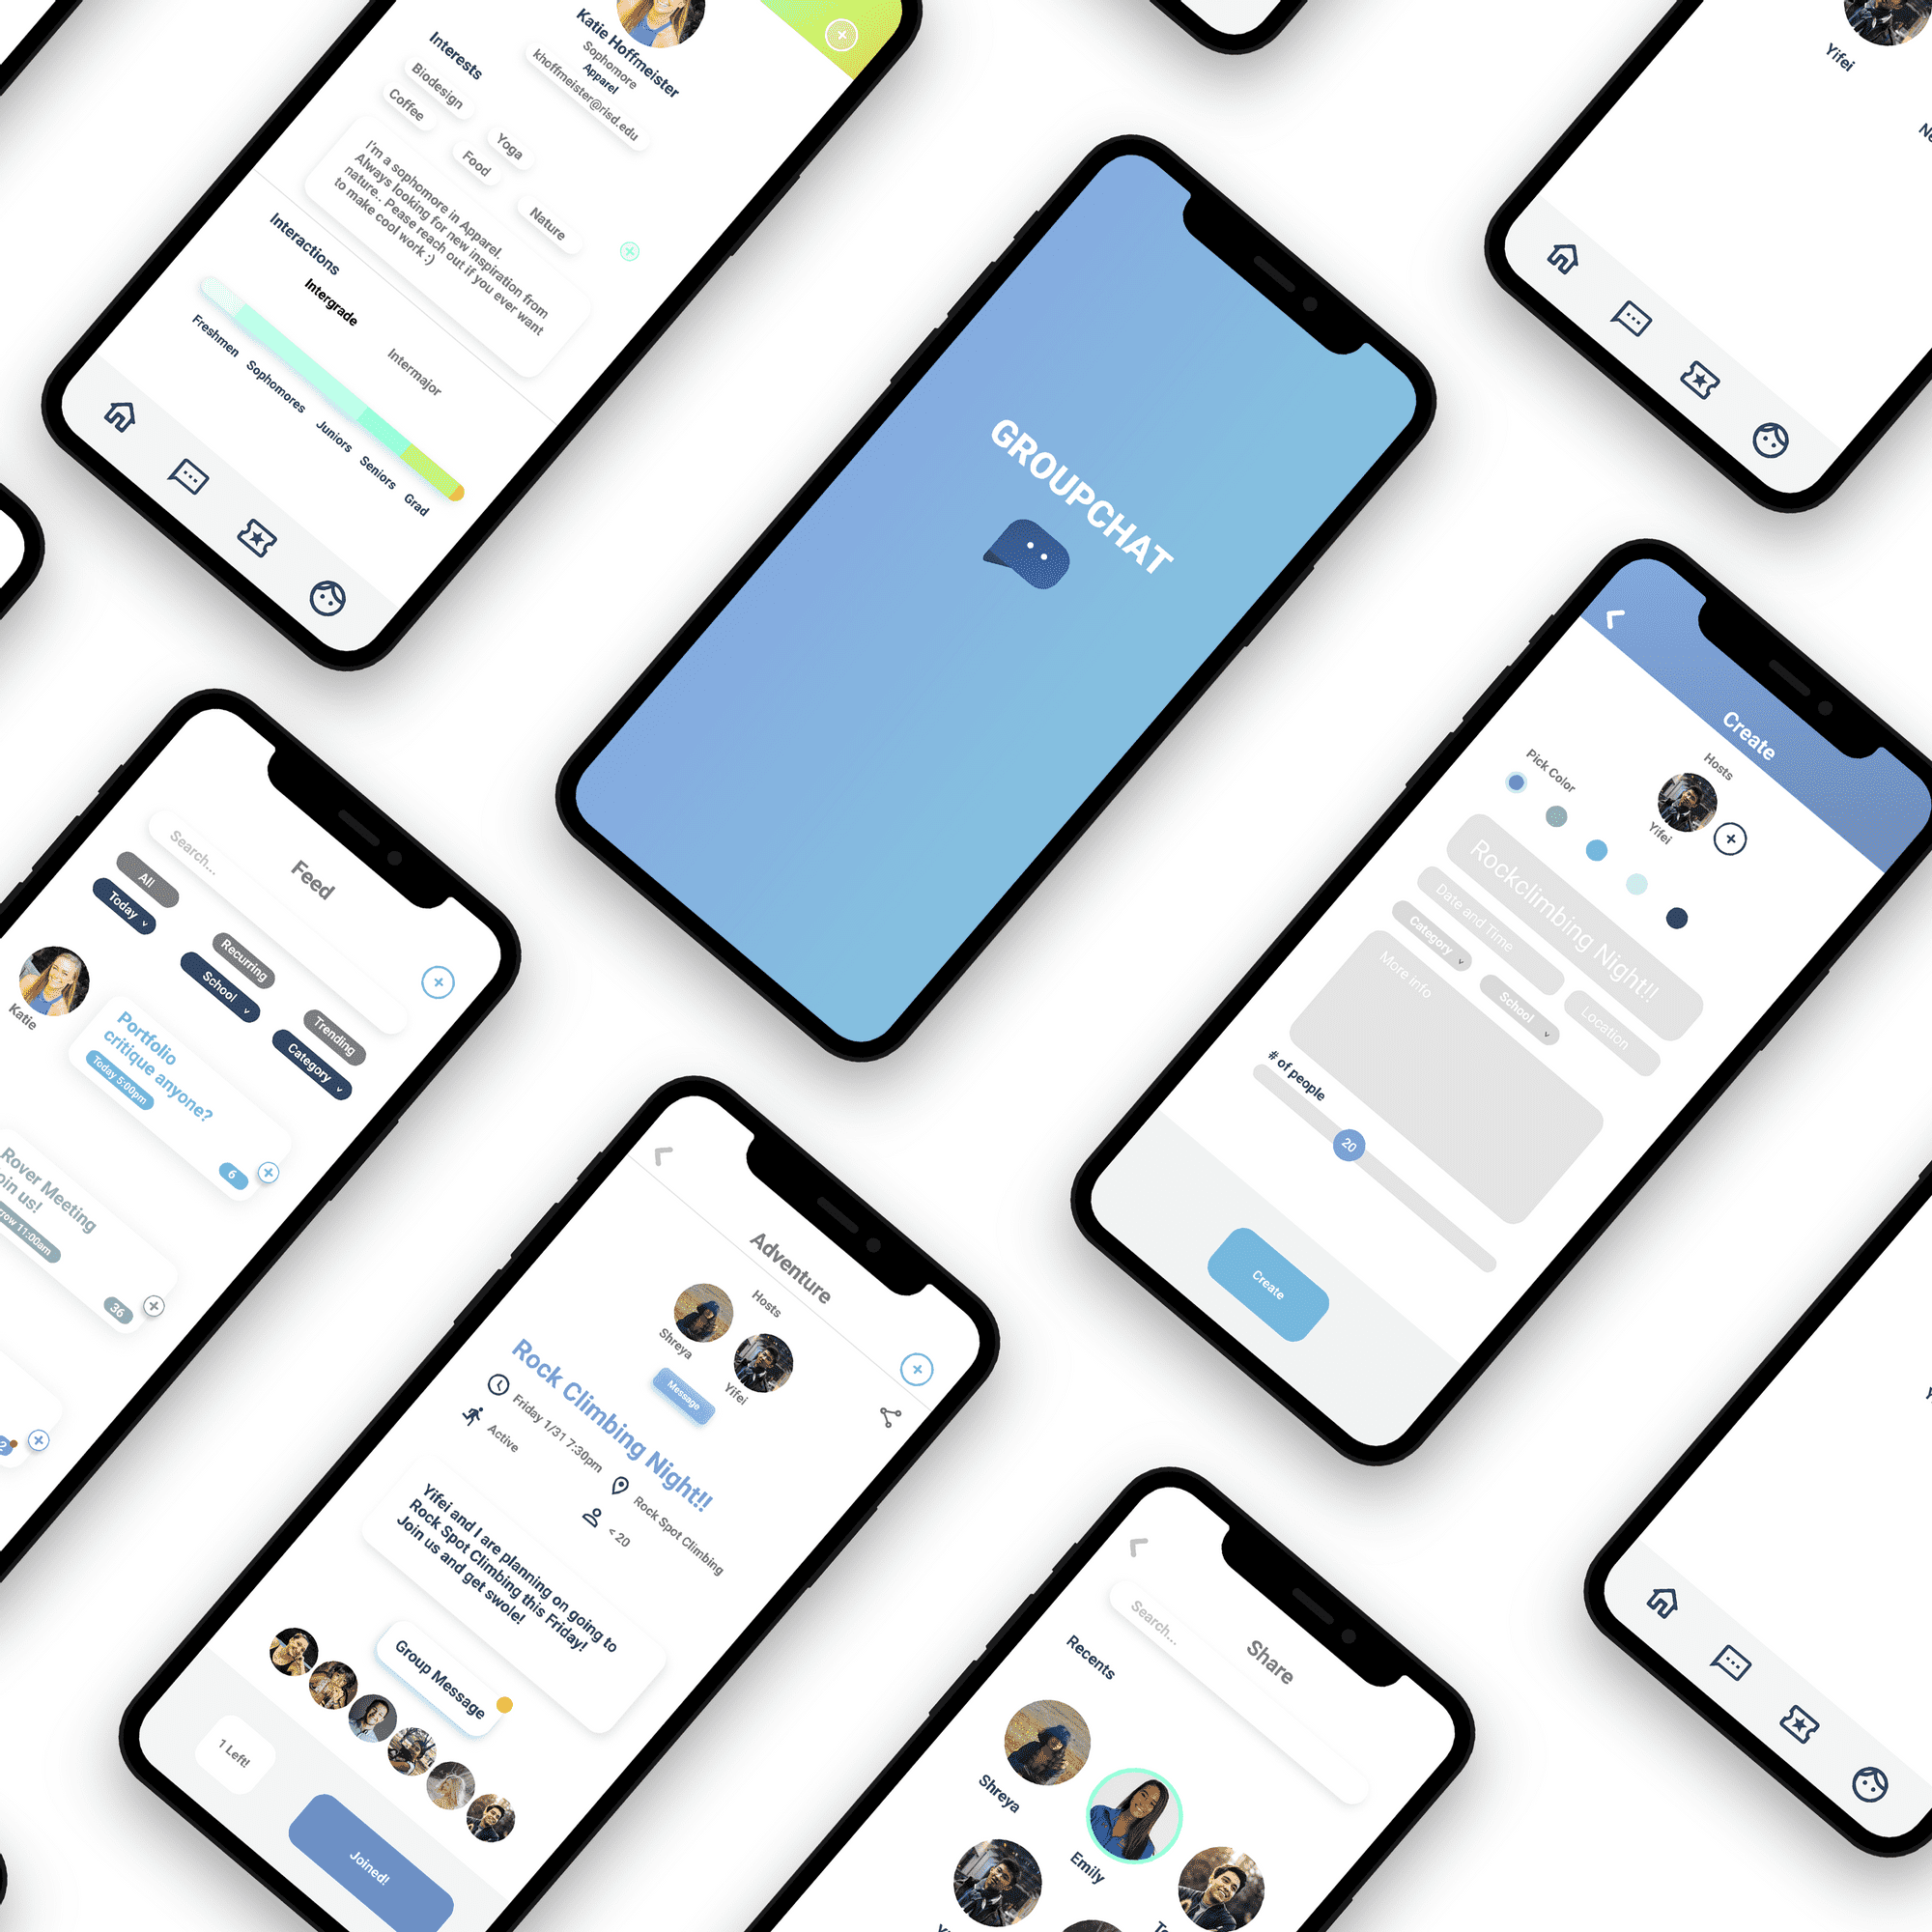 Katie Hoffmeister
Sophomore
Apparel
khoffmeister@risd.edu
Interests
Biodesign
Coffee
Yoga
Food
Nature
I'm a sophomore in Apparel.
Always looking for new inspiration from
nature.. Pease reach out if you ever want
to make cool work :)
Interactions
Intergrade
Intermajor
Freshmen Sophomores Juniors Seniors Grad
GROUPCHAT
Yifei
Create
Pick Color
Hosts
Yifei
Rockclimbing Night!!
Date and Time
Location
Category
School
More info
# of people
20
Create
Feed
Search...
All
Recurring
Trending
Today
School
Category
Katie
Portfolio
critique anyone?
Today 5:00pm
6
Rover Meeting
us!
11:00am
36
Adventure
Hosts
Shreya
Yifei
Message
Rock Climbing Night!!
Friday 1/31 7:30pm
Rock Spot Climbing
Active
< 20
Yifei and I are planning on going to
Rock Spot Climbing this Friday!
Join us and get swole!
Group Message
1 Left!
Joined!
Share
Search...
Recents
Shreya
Emily